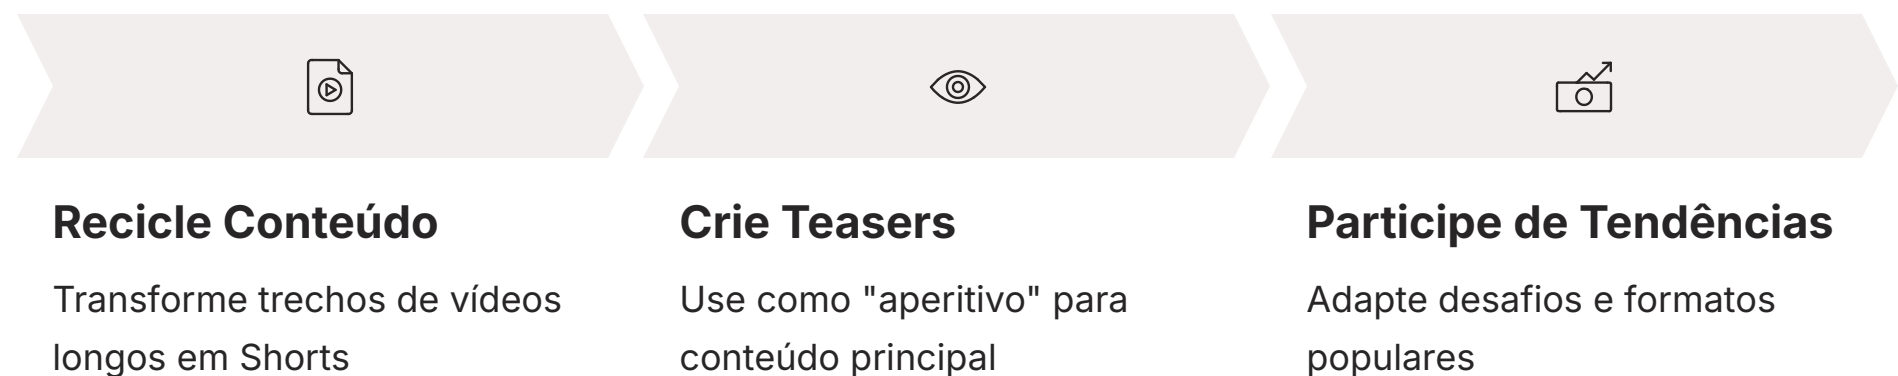 Recicle Conteúdo
Transforme trechos de vídeos
longos em Shorts
Crie Teasers
Use como "aperitivo" para
conteúdo principal
Participe de Tendências
Adapte desafios e formatos
populares